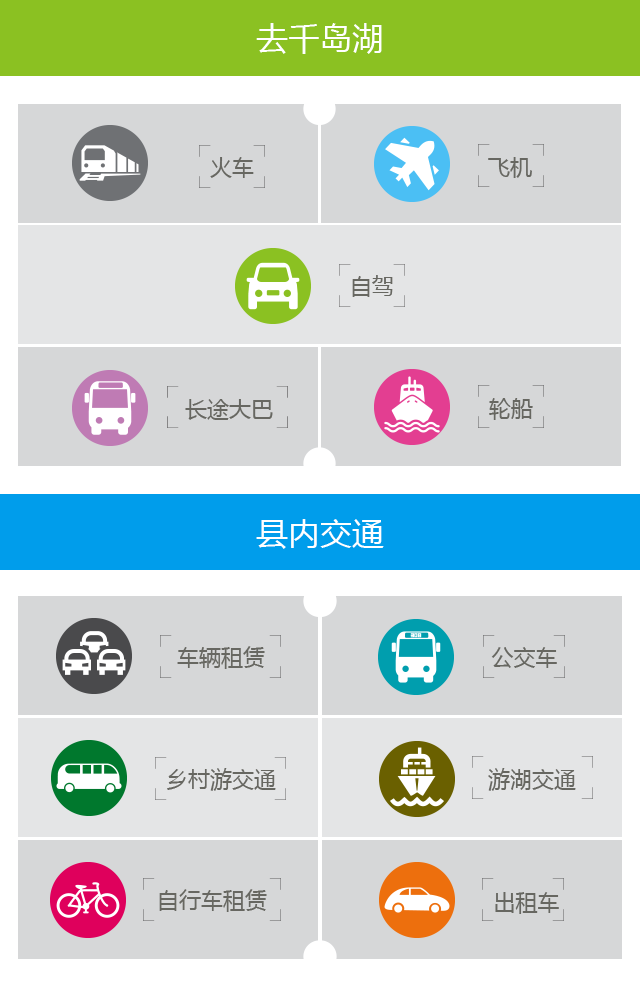 去千岛湖
火车
飞机
自驾
长途大巴
轮船
县内交通
车辆租赁
公交车
乡村游交通
游湖交通
自行车租赁
出租车